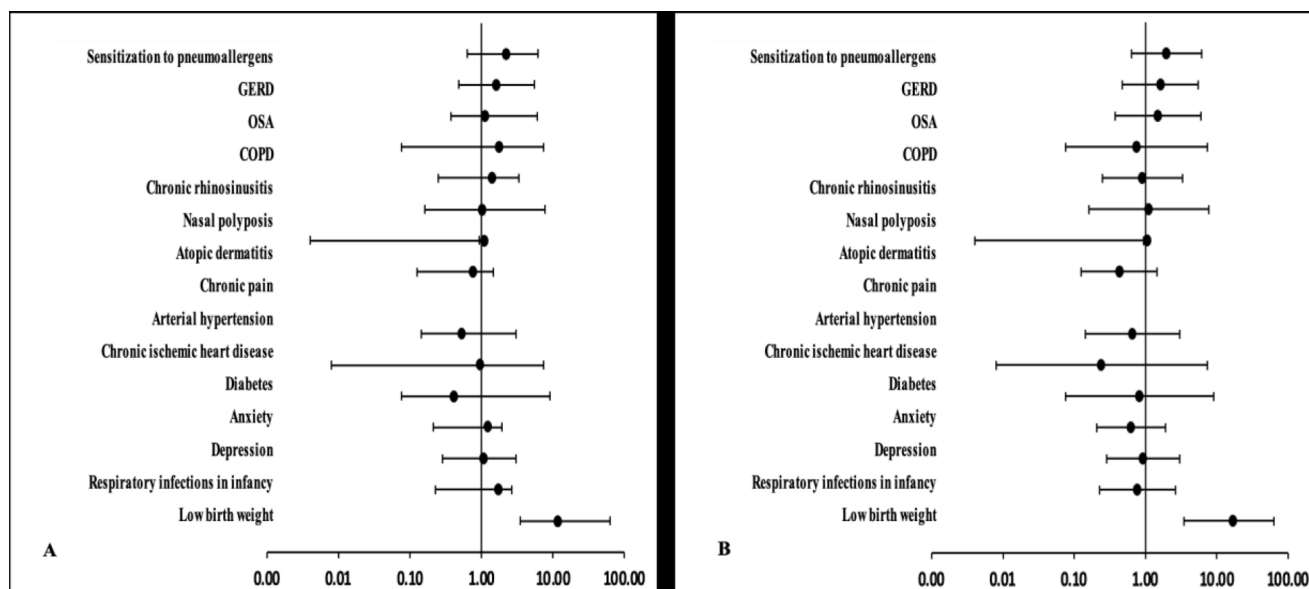 Sensitization to pneumoallergens
GERD
OSA
COPD
Chronic rhinosinusitis
Nasal polyposis
Atopic dermatitis
Chronic pain
Arterial hypertension
Chronic ischemic heart disease
Diabetes
Anxiety
Depression
Respiratory infections in infancy
Low birth weight
A
0.00 0.01 0.10 1.00 10.00 100.00
Sensitization to pneumoallergens
GERD
OSA
COPD
Chronic rhinosinusitis
Nasal polyposis
Atopic dermatitis
Chronic pain
Arterial hypertension
Chronic ischemic heart disease
Diabetes
Anxiety
Depression
Respiratory infections in infancy
Low birth weight
B
0.00 0.01 0.10 1.00 10.00 100.00